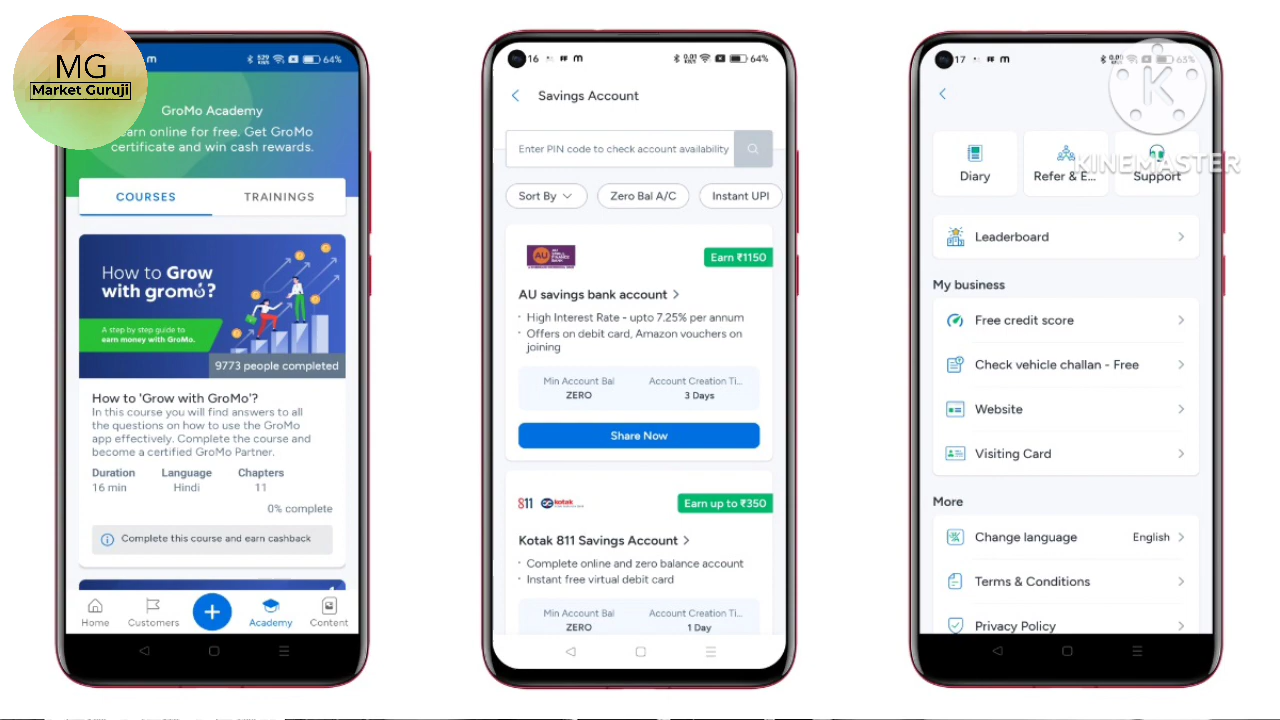 MG
Market Guruji
m
64%
GroMo Academy
earn online for free. Get GroMo
certificate and win cash rewards.
COURSES
TRAININGS
How to Grow
with gromo?
A step by step guide to
earn money with GroMo.
9773 people completed
How to 'Grow with GroMo'?
In this course you will find answers to all
the questions on how to use the GroMo
app effectively. Complete the course and
become a certified GroMo Partner.
Duration Language Chapters
16 min Hindi 11
0% complete
Complete this course and earn cashback
Home Customers Academy Content
16 m
64%
Savings Account
Enter PIN code to check account availability
Sort By Zero Bal A/C Instant UPI
AU
Earn ₹1150
AU savings bank account
High Interest Rate - upto 7.25% per annum
Offers on debit card, Amazon vouchers on
joining
Min Account Bal Account Creation Ti...
ZERO 3 Days
Share Now
811 kotak
Earn up to ₹350
Kotak 811 Savings Account
Complete online and zero balance account
Instant free virtual debit card
Min Account Bal Account Creation Ti...
ZERO 1 Day
17 m
63%
K
KINEMASTER
Diary Refer & E... Support
Leaderboard
My business
Free credit score
Check vehicle challan - Free
Website
Visiting Card
More
Change language English
Terms & Conditions
Privacy Policy